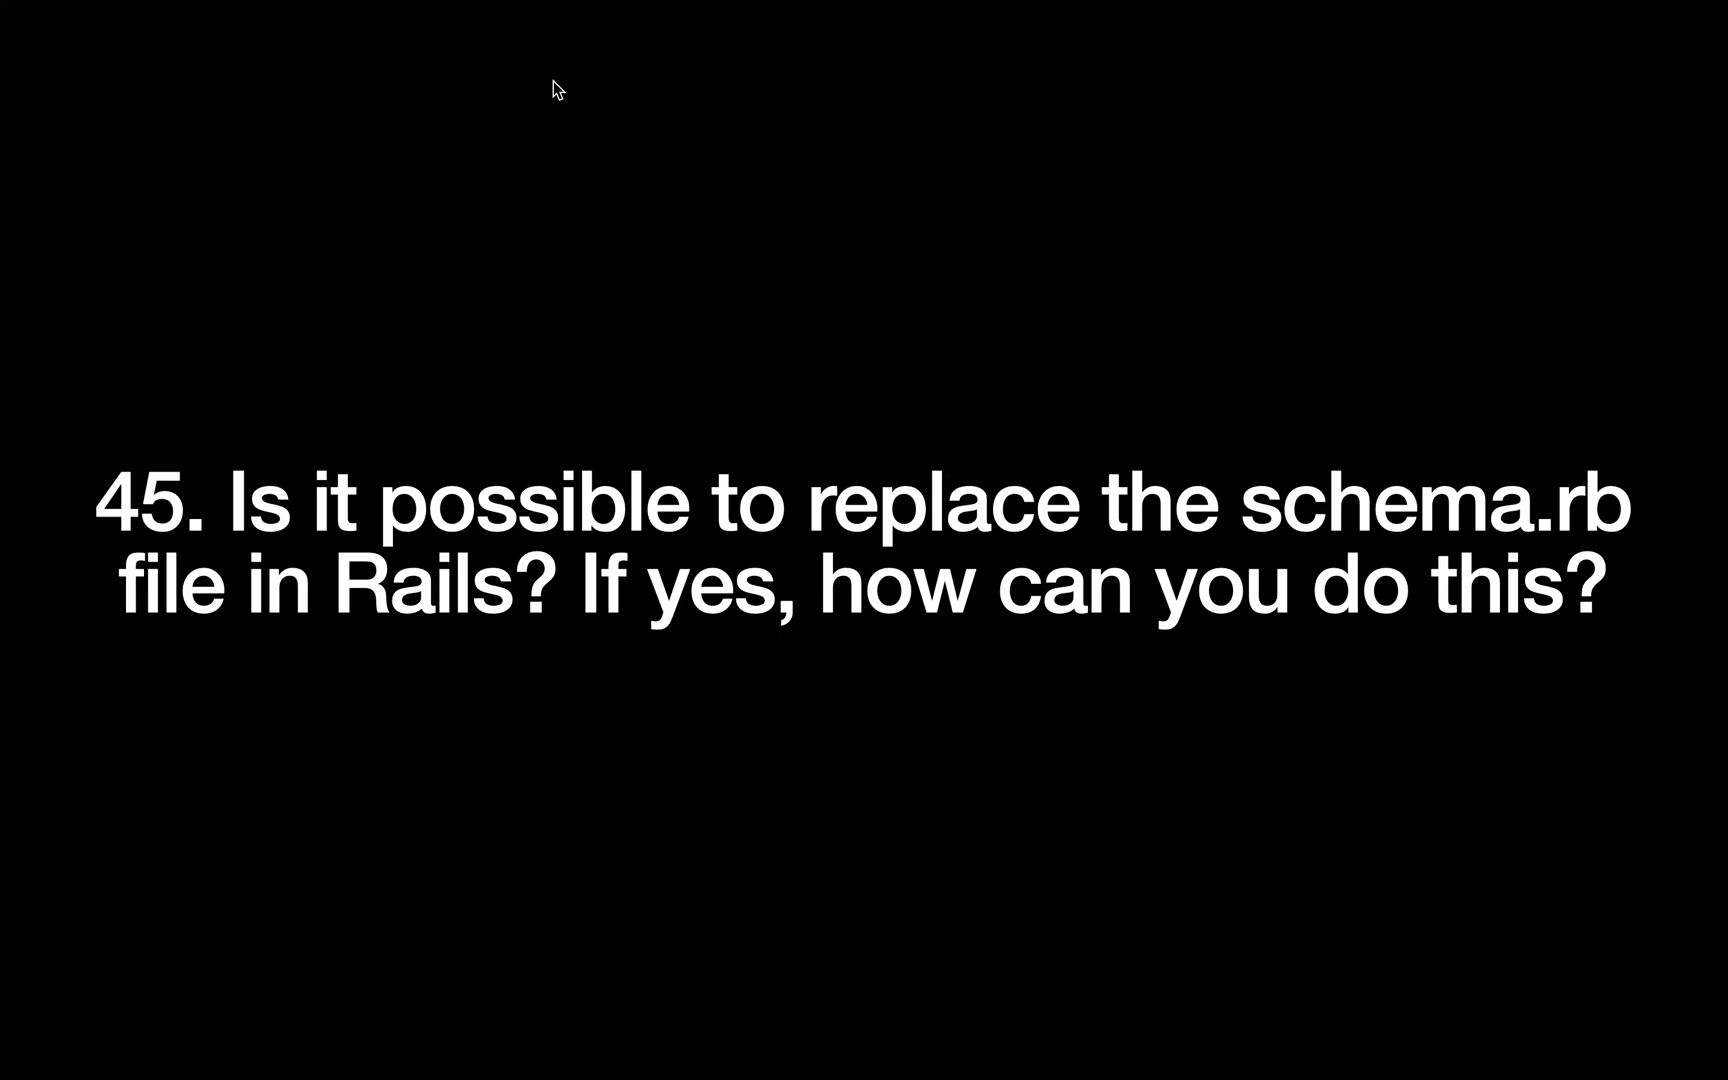 45. Is it possible to replace the schema.rb
file in Rails? If yes, how can you do this?